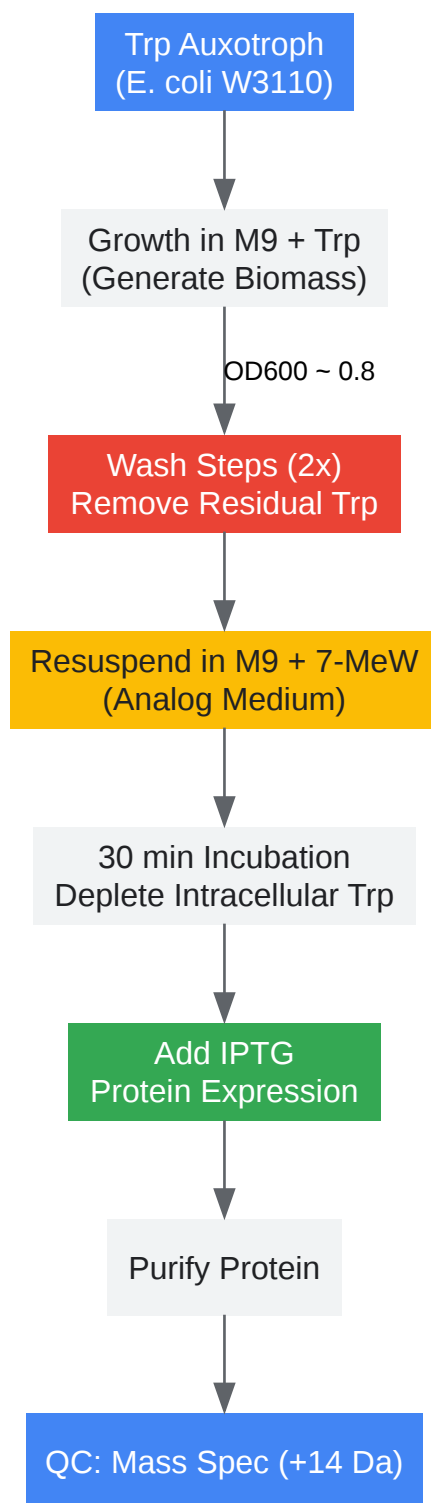 Trp Auxotroph
(E. coli W3110)
Growth in M9 + Trp
(Generate Biomass)
OD600 ~ 0.8
Wash Steps (2x)
Remove Residual Trp
Resuspend in M9 + 7-MeW
(Analog Medium)
30 min Incubation
Deplete Intracellular Trp
Add IPTG
Protein Expression
Purify Protein
QC: Mass Spec (+14 Da)